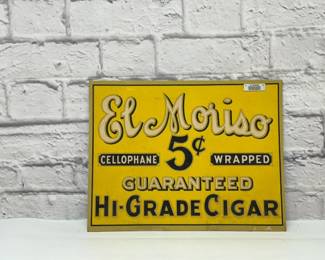 El Moriso
CELLOPHANE 5¢ WRAPPED
GUARANTEED
HI-GRADE CIGAR